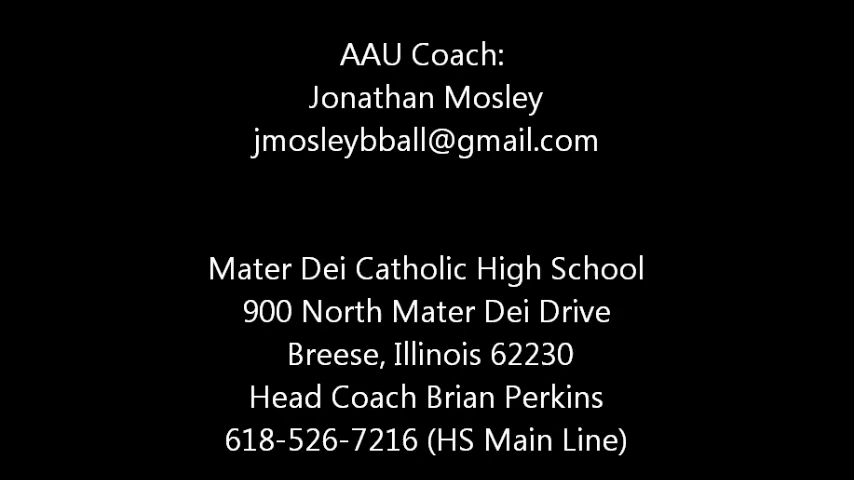 AAU Coach:
Jonathan Mosley
jmosleybball@gmail.com
Mater Dei Catholic High School
900 North Mater Dei Drive
Breese, Illinois 62230
Head Coach Brian Perkins
618-526-7216 (HS Main Line)